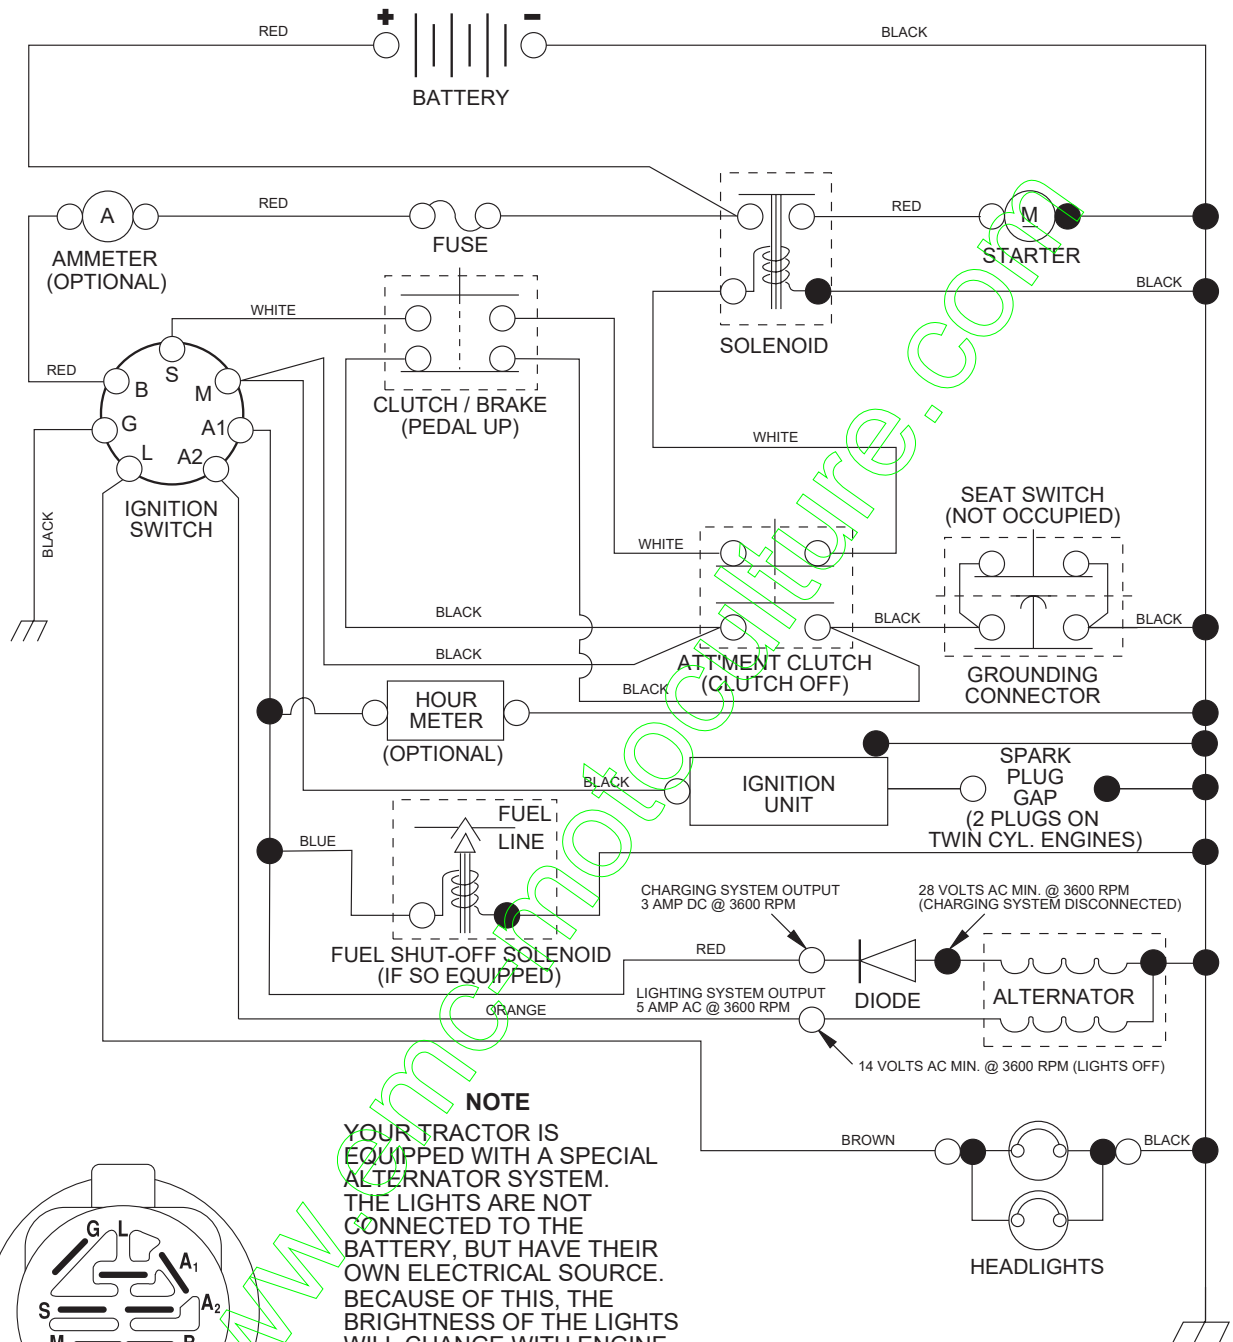 + -
RED
BLACK
BATTERY
A
RED
AMMETER
(OPTIONAL)
FUSE
RED
M
STARTER
BLACK
SOLENOID
WHITE
CLUTCH / BRAKE
(PEDAL UP)
RED
S
B
M
G
A1
L
A2
IGNITION
SWITCH
BLACK
WHITE
SEAT SWITCH
(NOT OCCUPIED)
WHITE
BLACK
BLACK
BLACK
BLACK
ATT'MENT CLUTCH
(CLUTCH OFF)
BLACK
GROUNDING
CONNECTOR
HOUR
METER
(OPTIONAL)
BLACK
IGNITION
UNIT
SPARK
PLUG
GAP
(2 PLUGS ON
TWIN CYL. ENGINES)
FUEL
LINE
BLUE
FUEL SHUT-OFF SOLENOID
(IF SO EQUIPPED)
CHARGING SYSTEM OUTPUT
3 AMP DC @ 3600 RPM
28 VOLTS AC MIN. @ 3600 RPM
(CHARGING SYSTEM DISCONNECTED)
RED
DIODE
ALTERNATOR
LIGHTING SYSTEM OUTPUT
5 AMP AC @ 3600 RPM
ORANGE
14 VOLTS AC MIN. @ 3600 RPM (LIGHTS OFF)
NOTE
YOUR TRACTOR IS
EQUIPPED WITH A SPECIAL
ALTERNATOR SYSTEM.
THE LIGHTS ARE NOT
CONNECTED TO THE
BATTERY, BUT HAVE THEIR
OWN ELECTRICAL SOURCE.
BECAUSE OF THIS, THE
BRIGHTNESS OF THE LIGHTS
WILL CHANGE WITH ENGINE
BROWN
BLACK
HEADLIGHTS
G L
A1
S
A2
M
B
www.emc-motoculture.com